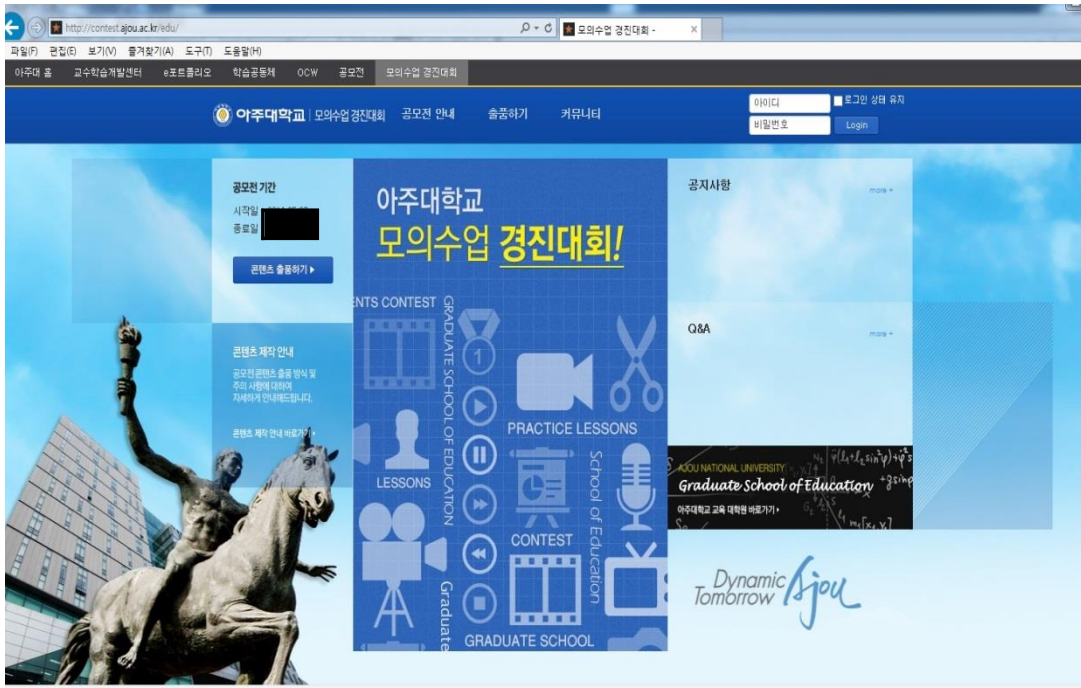 http://contest.ajou.ac.kr/edu/
모의수업 경진대회 -
파일(F) 편집(E) 보기(V) 즐겨찾기(A) 도구(T) 도움말(H)
아주대 홈 교수학습개발센터 e포트폴리오 학습공동체 OCW 공모전 모의수업 경진대회
아주대학교 모의수업 경진대회 공모전 안내 출품하기 커뮤니티
아이디 로그인 상태 유지
비밀번호 Login
공모전 기간
시작일
종료일
콘텐츠 출품하기
콘텐츠 제작 안내
공모전 콘텐츠 출품 방식 및
주의 사항에 대하여
자세하게 안내해드립니다.
콘텐츠 제작 안내 바로가기
아주대학교
모의수업 경진대회!
ENTS CONTEST
GRADUATE SCHOOL OF EDUCATION
1
PRACTICE LESSONS
LESSONS
School of Education
CONTEST
Graduate
GRADUATE SCHOOL
공지사항
more +
Q&A
more +
AJOU NATIONAL UNIVERSITY
Graduate School of Education
아주대학교 교육 대학원 바로가기
Dynamic
Tomorrow Ajou